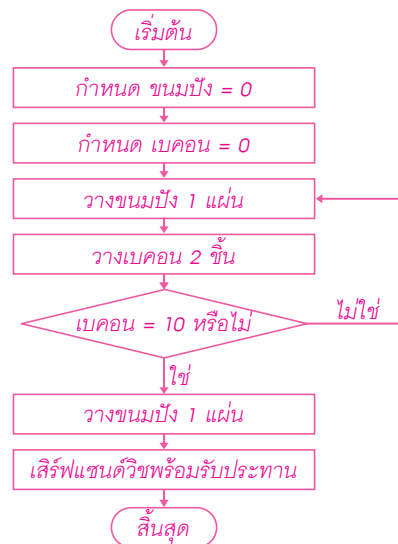 เริ่มต้น
กำหนด ขนมปัง = 0
กำหนด เบคอน = 0
วางขนมปัง 1 แผ่น
วางเบคอน 2 ชิ้น
เบคอน = 10 หรือไม่
ไม่ใช่
ใช่
วางขนมปัง 1 แผ่น
เสิร์ฟแซนด์วิชพร้อมรับประทาน
สิ้นสุด